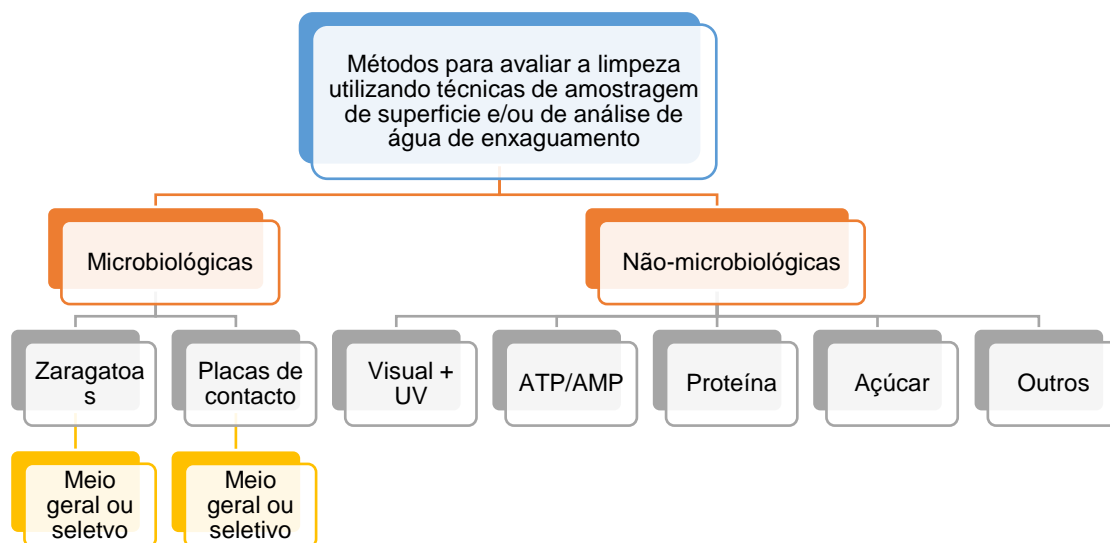 Métodos para avaliar a limpeza
utilizando técnicas de amostragem
de superficie e/ou de análise de
água de enxaguamento
Microbiológicas
Não-microbiológicas
Zaragatoa
s
Placas de
contacto
Visual +
UV
ATP/AMP
Proteína
Açúcar
Outros
Meio
geral ou
seletvo
Meio
geral ou
seletivo